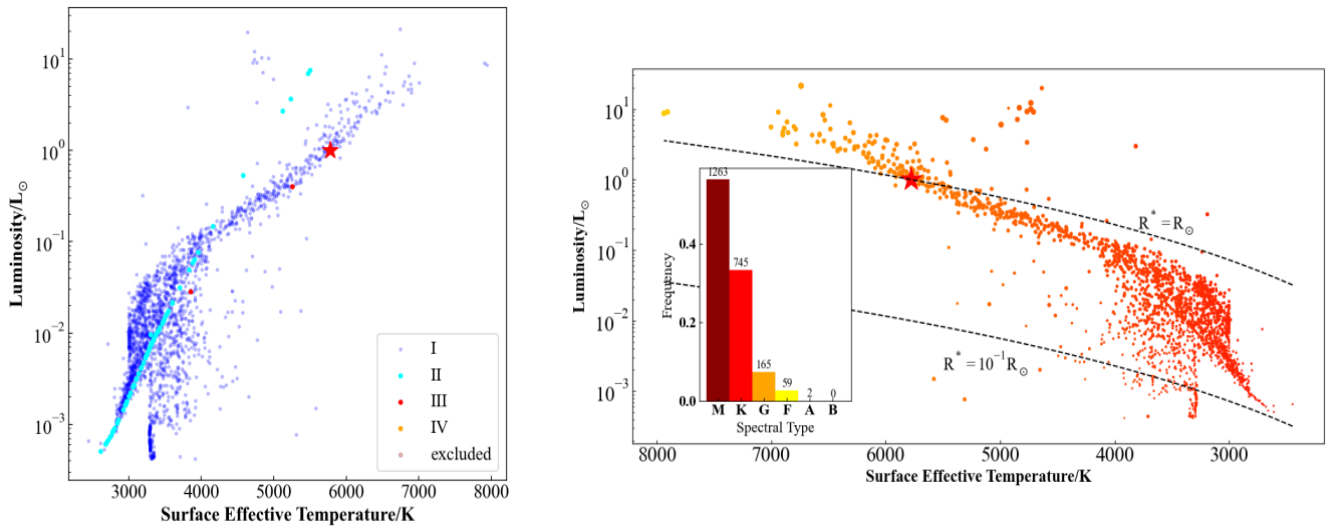 Luminosity/L⊙
10¹
10⁰
10⁻¹
10⁻²
10⁻³
I
II
III
IV
excluded
3000 4000 5000 6000 7000 8000
Surface Effective Temperature/K
Luminosity/L⊙
10¹
10⁰
10⁻¹
10⁻²
10⁻³
R* = R⊙
R* = 10⁻¹R⊙
Frequency
0.4
0.2
0.0
1263
745
165
59
2
0
M K G F A B
Spectral Type
8000 7000 6000 5000 4000 3000
Surface Effective Temperature/K